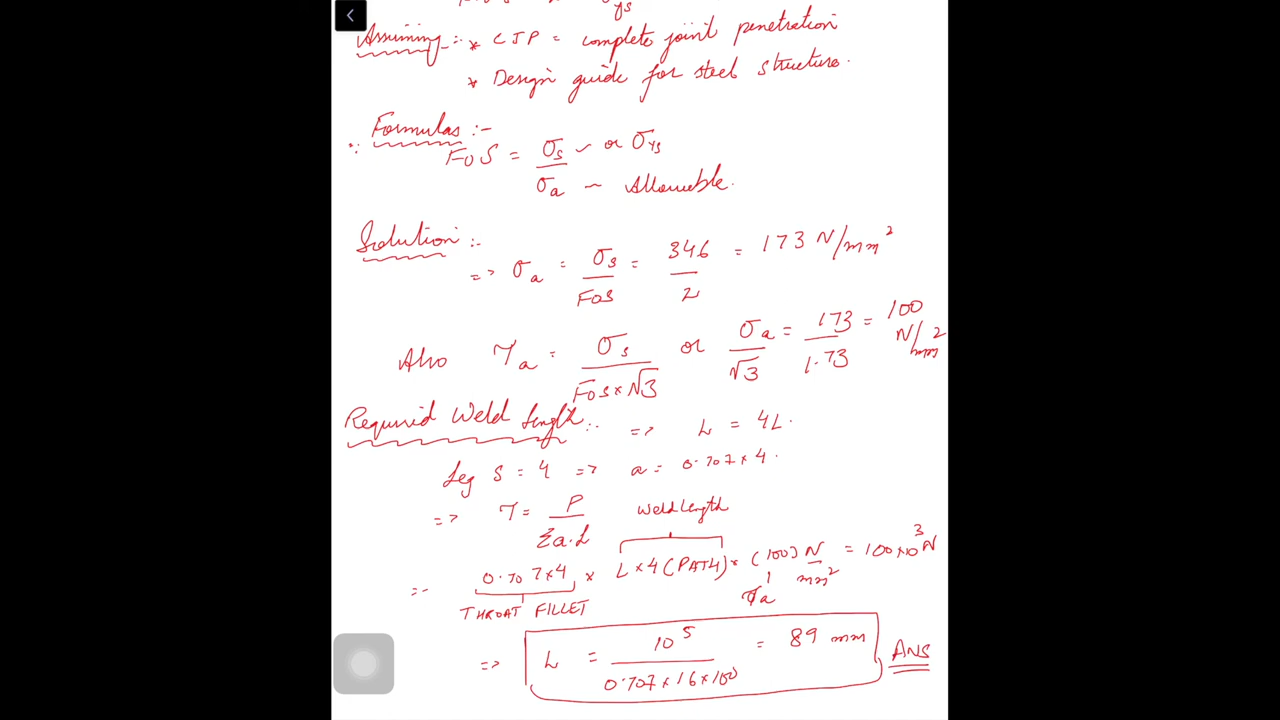 Assuming :- * CJP = complete joint penetration
* Design guide for steel structure.
∵ Formulas :-
FOS = σs ~ or σys
σa ~ Allowable.
Solution :-
=> σa = σs / FOS = 346 / 2 = 173 N/mm²
Also τa = σs / FOS × √3 or σa / √3 = 173 / 1.73 = 100 N/mm²
Required Weld length :- => L = 4L.
Leg S = 4 => a = 0.707 × 4.
=> τ = P / Σa.L Weld length
=- 0.707×4 × L × 4 (PATH) × (100) N/mm² = 100×10³ N
THROAT FILLET τa
=> L = 10⁵ / 0.707 × 16 × 100 = 89 mm ANS